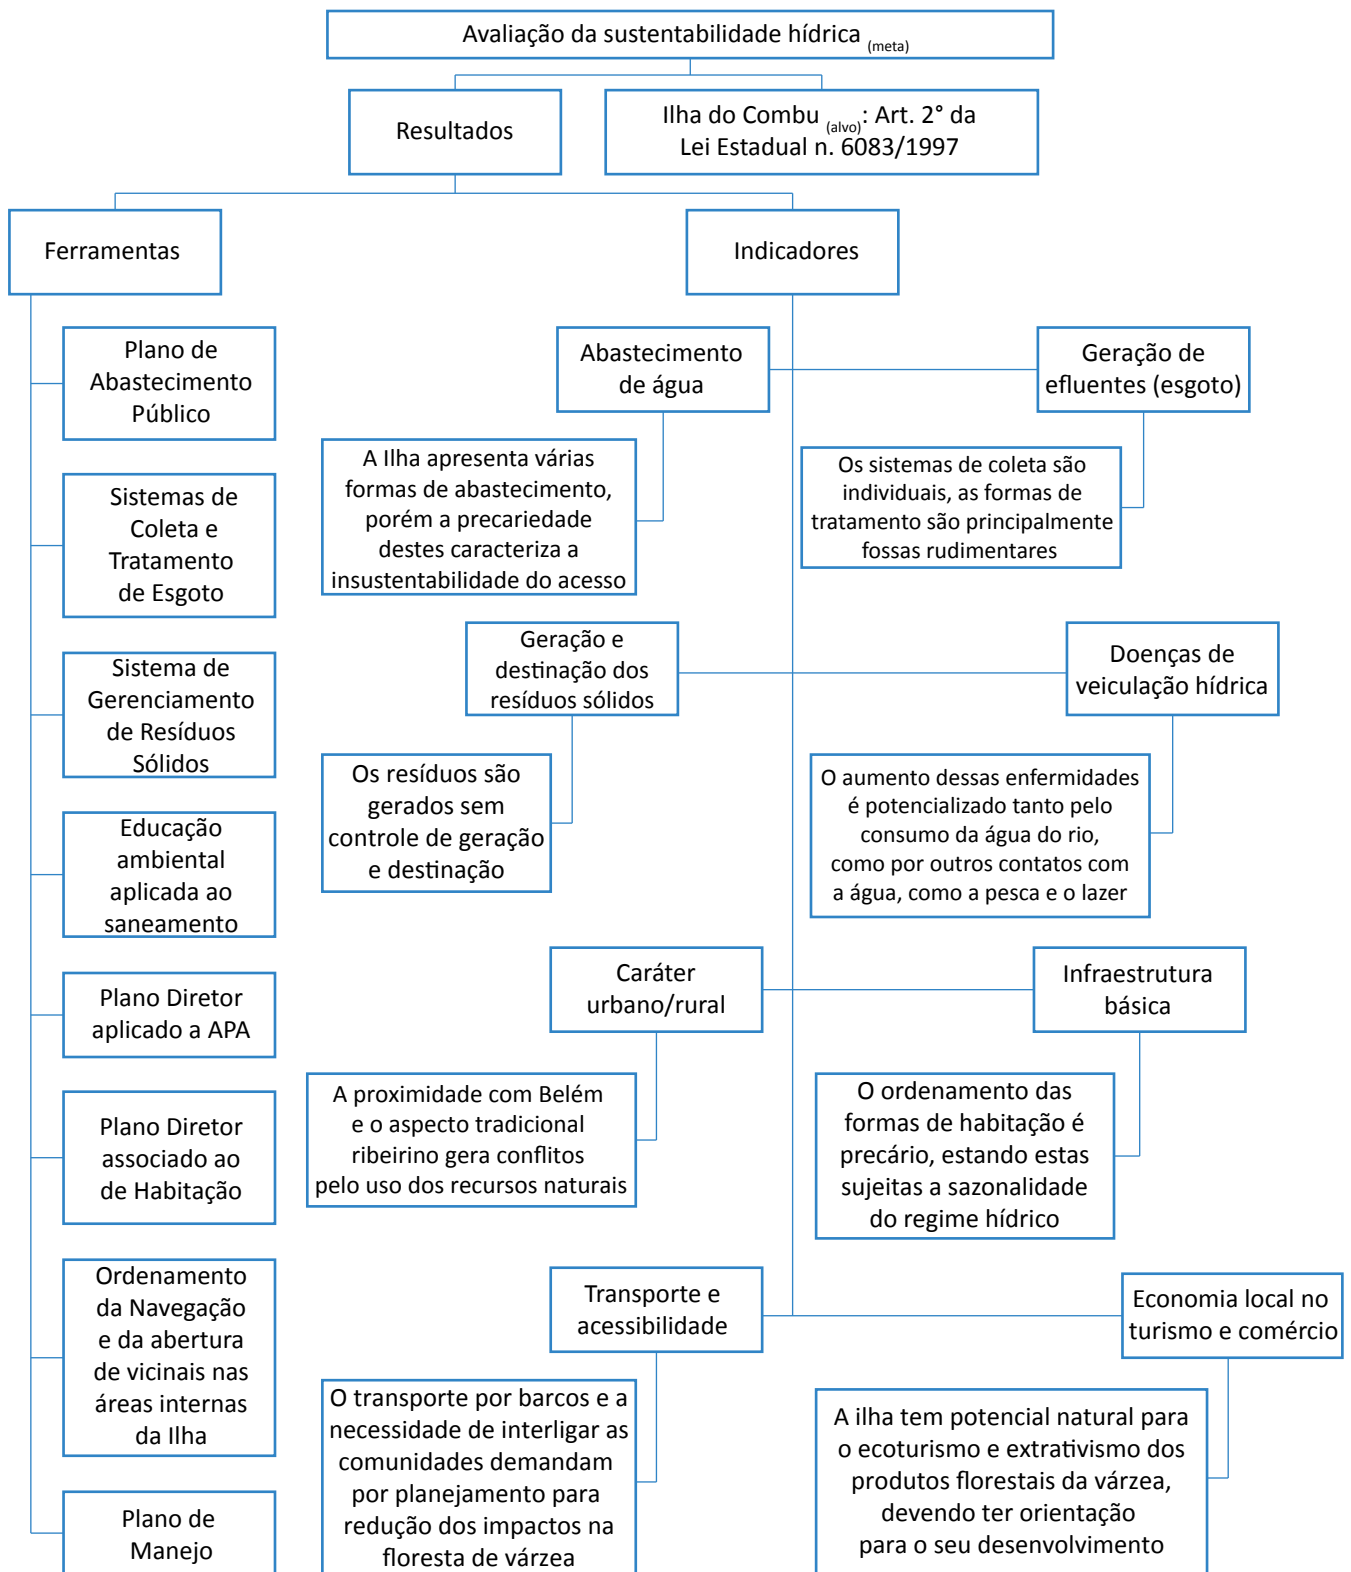 Avaliação da sustentabilidade hídrica (meta)
Resultados
Ilha do Combu (alvo): Art. 2° da
Lei Estadual n. 6083/1997
Ferramentas
Indicadores
Plano de
Abastecimento
Público
Sistemas de
Coleta e
Tratamento
de Esgoto
Sistema de
Gerenciamento
de Resíduos
Sólidos
Educação
ambiental
aplicada ao
saneamento
Plano Diretor
aplicado a APA
Plano Diretor
associado ao
de Habitação
Ordenamento
da Navegação
e da abertura
de vicinais nas
áreas internas
da Ilha
Plano de
Manejo
Abastecimento
de água
A Ilha apresenta várias
formas de abastecimento,
porém a precariedade
destes caracteriza a
insustentabilidade do acesso
Geração de
efluentes (esgoto)
Os sistemas de coleta são
individuais, as formas de
tratamento são principalmente
fossas rudimentares
Geração e
destinação dos
resíduos sólidos
Os resíduos são
gerados sem
controle de geração
e destinação
Doenças de
veiculação hídrica
O aumento dessas enfermidades
é potencializado tanto pelo
consumo da água do rio,
como por outros contatos com
a água, como a pesca e o lazer
Caráter
urbano/rural
A proximidade com Belém
e o aspecto tradicional
ribeirino gera conflitos
pelo uso dos recursos naturais
Infraestrutura
básica
O ordenamento das
formas de habitação é
precário, estando estas
sujeitas a sazonalidade
do regime hídrico
Transporte e
acessibilidade
O transporte por barcos e a
necessidade de interligar as
comunidades demandam
por planejamento para
redução dos impactos na
floresta de várzea
Economia local no
turismo e comércio
A ilha tem potencial natural para
o ecoturismo e extrativismo dos
produtos florestais da várzea,
devendo ter orientação
para o seu desenvolvimento